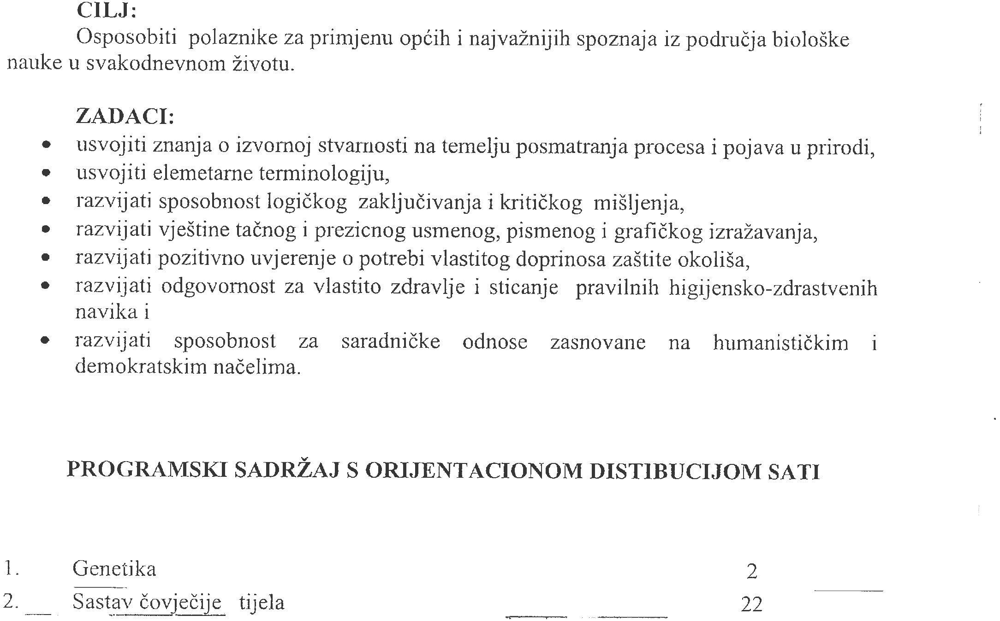 CILJ:
Osposobiti polaznike za primjenu općih i najvažnijih spoznaja iz područja biološke
nauke u svakodnevnom životu.
ZADACI:
• usvojiti znanja o izvornoj stvarnosti na temelju posmatranja procesa i pojava u prirodi,
• usvojiti elemetarne terminologiju,
• razvijati sposobnost logičkog zaključivanja i kritičkog mišljenja,
• razvijati vještine tačnog i prezicnog usmenog, pismenog i grafičkog izražavanja,
• razvijati pozitivno uvjerenje o potrebi vlastitog doprinosa zaštite okoliša,
• razvijati odgovornost za vlastito zdravlje i sticanje pravilnih higijensko-zdrastvenih
navika i
• razvijati sposobnost za saradničke odnose zasnovane na humanističkim i
demokratskim načelima.
PROGRAMSKI SADRŽAJ S ORIJENTACIONOM DISTIBUCIJOM SATI
1. Genetika 2
2. Sastav čovječije tijela 22